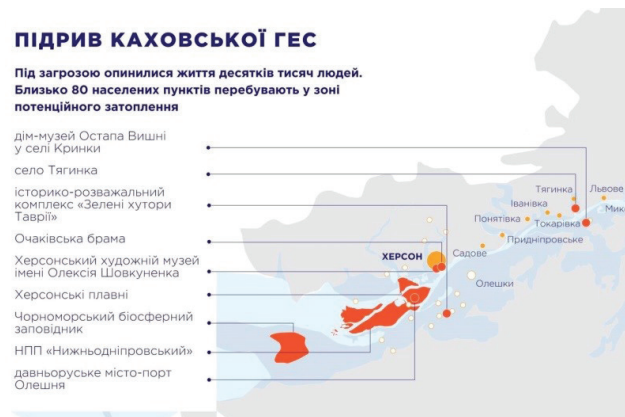 ПІДРИВ КАХОВСЬКОЇ ГЕС
Під загрозою опинилися життя десятків тисяч людей.
Близько 80 населених пунктів перебувають у зоні
потенційного затоплення
дім-музей Остапа Вишні
у селі Кринки
село Тягинка
історико-розважальний
комплекс «Зелені хутори
Таврії»
Очаківська брама
Херсонський художній музей
імені Олексія Шовкуненка
Херсонські плавні
Чорноморський біосферний
заповідник
НПП «Нижньодніпровський»
давньоруське місто-порт
Олешня
Тягинка
Львове
Іванівка
Мик
Понятівка
Токарівка
Придніпровське
ХЕРСОН
Садове
Олешки